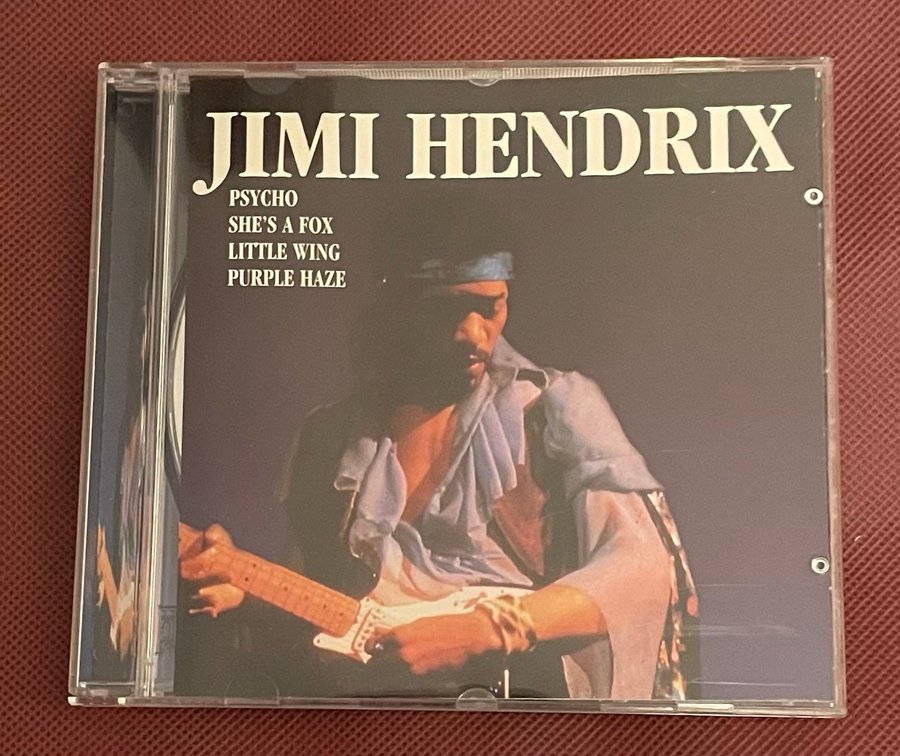 JIMI HENDRIX
PSYCHO
SHE'S A FOX
LITTLE WING
PURPLE HAZE